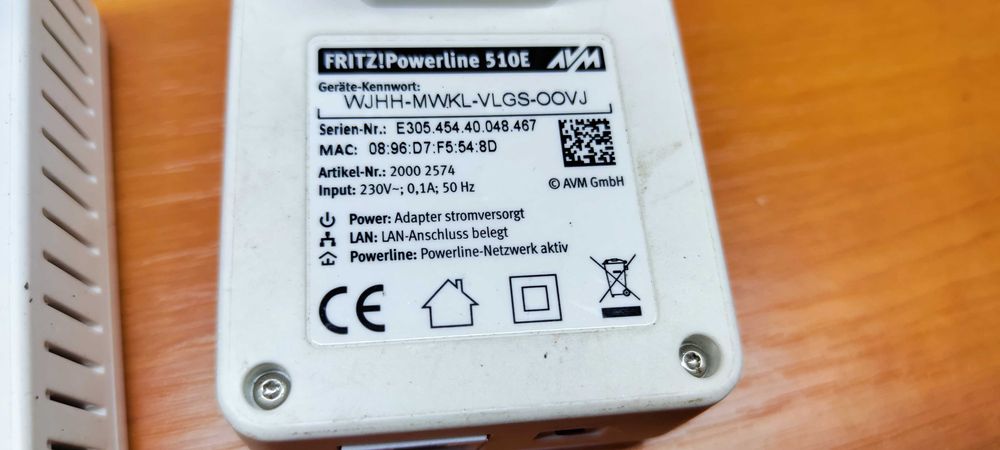 FRITZ!Powerline 510E AVM
Geräte-Kennwort:
WJHH-MWKL-VLGS-OOVJ
Serien-Nr.: E305.454.40.048.467
MAC: 08:96:D7:F5:54:8D
Artikel-Nr.: 2000 2574
Input: 230V~; 0,1A; 50 Hz
© AVM GmbH
Power: Adapter stromversorgt
LAN: LAN-Anschluss belegt
Powerline: Powerline-Netzwerk aktiv
CE